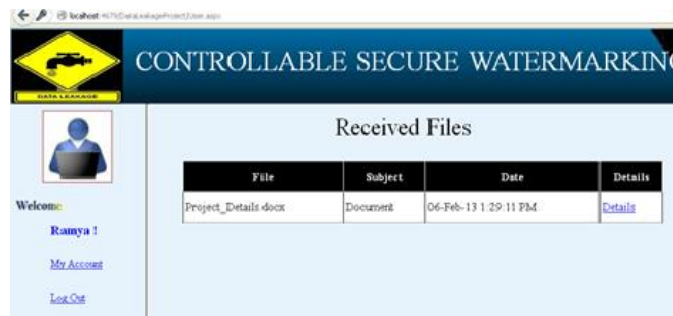 localhost:4679/DataLeakageProject/User.aspx
CONTROLLABLE SECURE WATERMARKIN
DATA LEAKAGE
Received Files
File Subject Date Details
Project_Details.docx Document 06-Feb-13 1:29:11 PM Details
Welcome:
Ramya !
My Account
Log Out